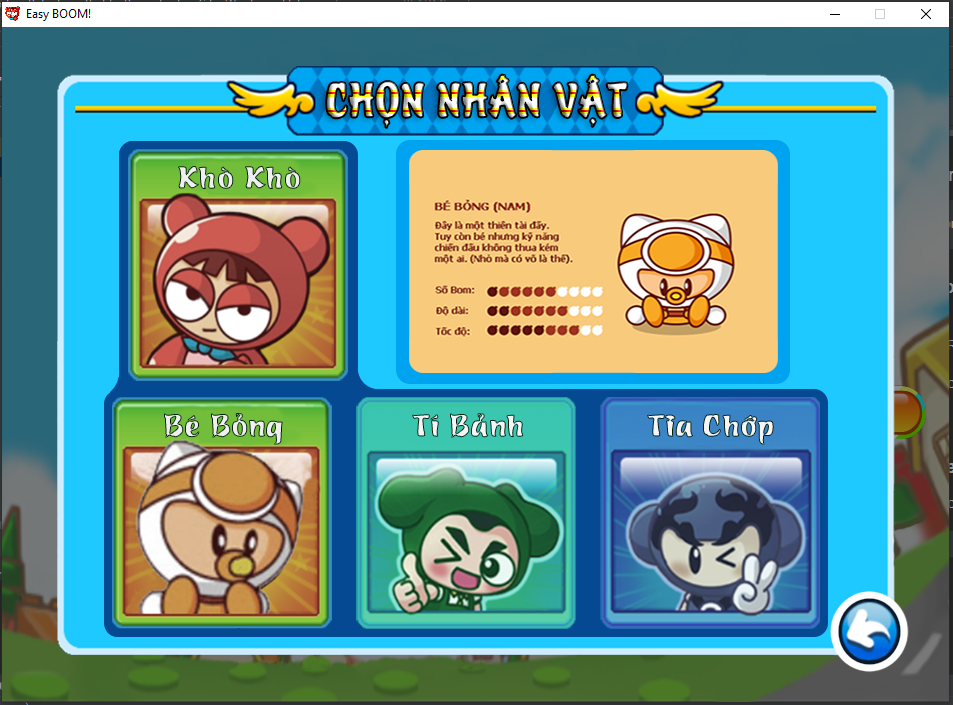 Easy BOOM!
CHỌN NHÂN VẬT
Khò Khò
BÉ BỎNG (NAM)
Đây là một thiên tài đấy.
Tuy còn bé nhưng kỹ năng
chiến đấu không thua kém
một ai. (Nhờ mà có võ là thế).
Số Bom:
Độ dài:
Tốc độ:
Bé Bỏng
Tí Bảnh
Tia Chớp